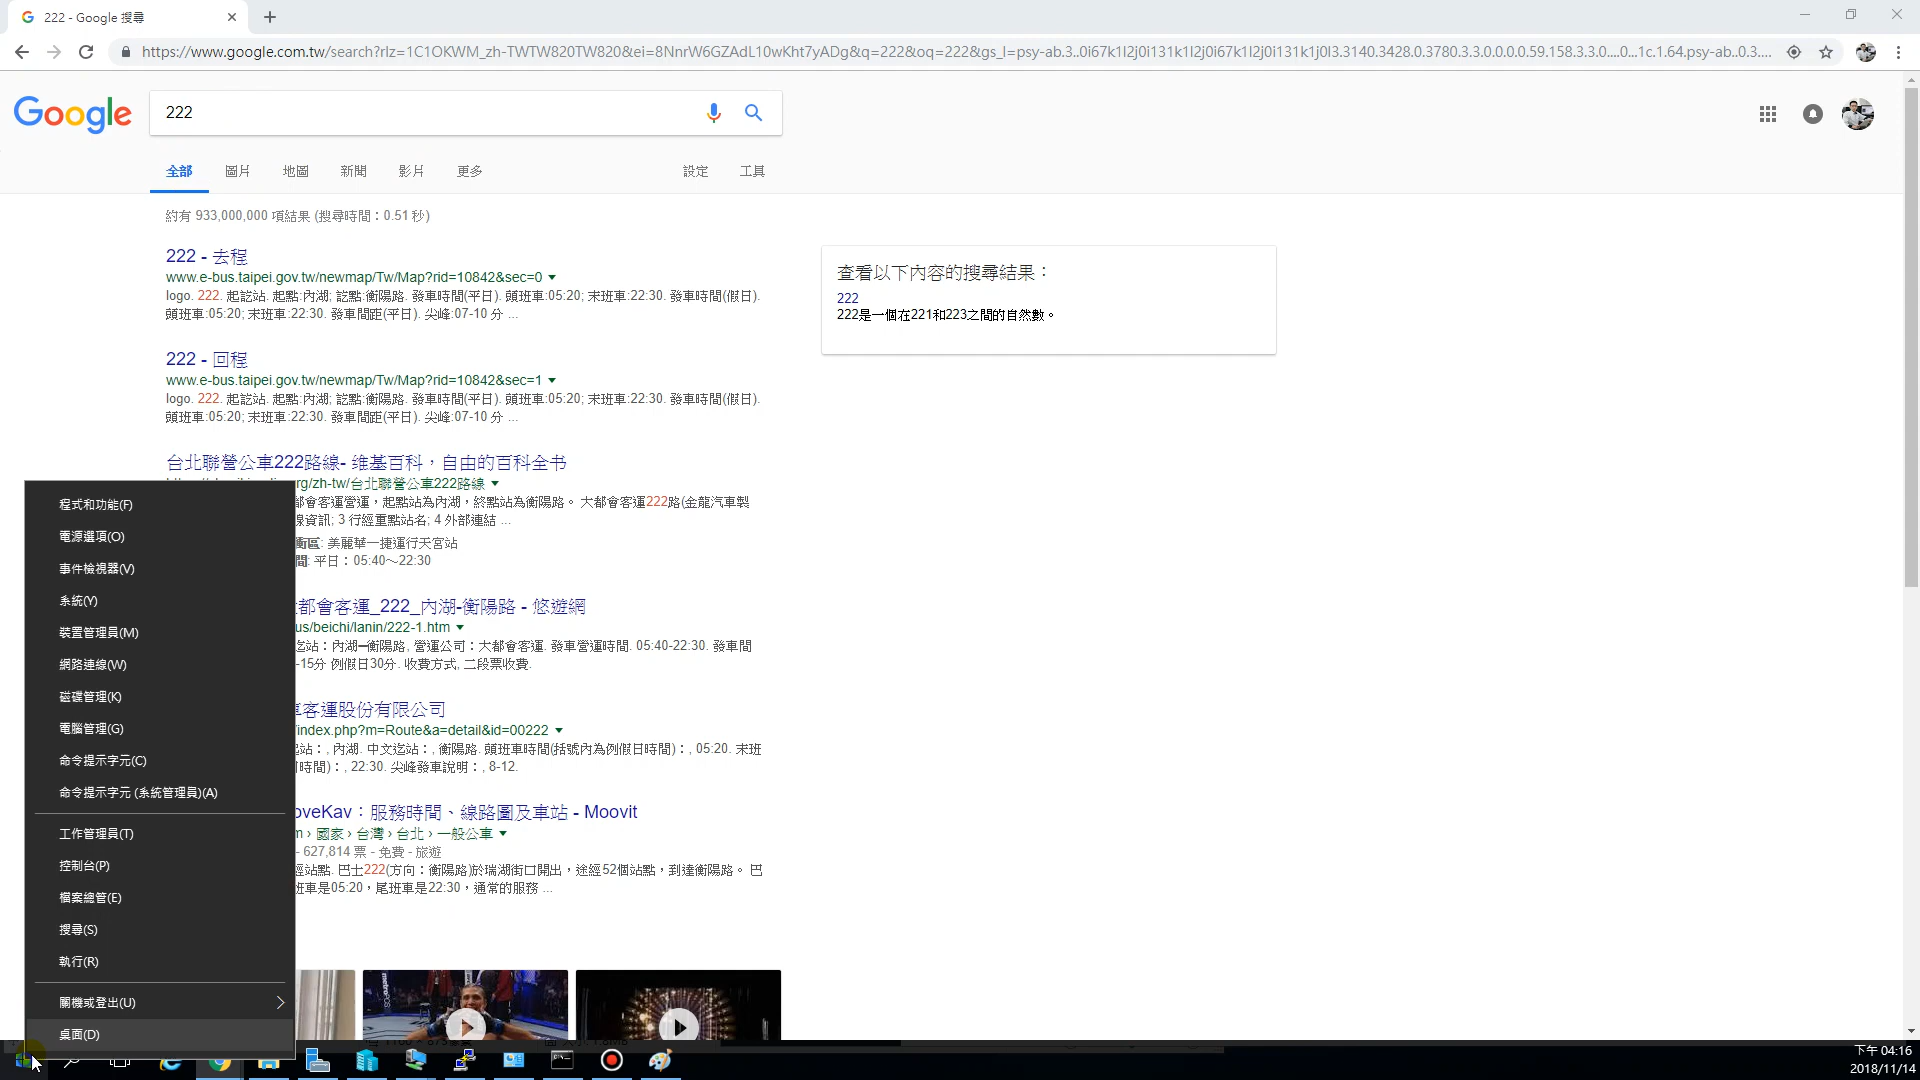 222 - Google 搜尋
https://www.google.com.tw/search?rlz=1C1OKWM_zh-TWTW820TW820&ei=8NnrW6GZAdL10wKht7yADg&q=222&oq=222&gs_l=psy-ab.3..0i67k1l2j0i131k1l2j0i67k1l2j0i131k1j0l3.3140.3428.0.3780.3.3.0.0.0.0.59.158.3.3.0....0...1c.1.64.psy-ab..0.3....
Google
222
全部 圖片 地圖 新聞 影片 更多 設定 工具
約有 933,000,000 項結果 (搜尋時間：0.51 秒)
222 - 去程
www.e-bus.taipei.gov.tw/newmap/Tw/Map?rid=10842&sec=0
logo. 222. 起訖站. 起點:內湖; 訖點:衡陽路. 發車時間(平日). 頭班車:05:20; 末班車:22:30. 發車時間(假日).
頭班車:05:20; 末班車:22:30. 發車間距(平日). 尖峰:07-10 分 ...
222 - 回程
www.e-bus.taipei.gov.tw/newmap/Tw/Map?rid=10842&sec=1
logo. 222. 起訖站. 起點:內湖; 訖點:衡陽路. 發車時間(平日). 頭班車:05:20; 末班車:22:30. 發車時間(假日).
頭班車:05:20; 末班車:22:30. 發車間距(平日). 尖峰:07-10 分 ...
查看以下內容的搜尋結果：
222
222是一個在221和223之間的自然數。
台北聯營公車222路線- 维基百科，自由的百科全书
rg/zh-tw/台北聯營公車222路線
都會客運營運，起點站為內湖，終點站為衡陽路。 大都會客運222路(金龍汽車製
線資訊; 3 行經重點站名; 4 外部連結 ...
衝區: 美麗華一捷運行天宮站
間: 平日：05:40～22:30
都會客運_222_內湖-衡陽路 - 悠遊網
us/beichi/lanin/222-1.htm
迄站：內湖━衡陽路, 營運公司：大都會客運. 發車營運時間. 05:40-22:30. 發車間
-15分 例假日30分. 收費方式, 二段票收費.
車客運股份有限公司
/index.php?m=Route&a=detail&id=00222
起站：, 內湖. 中文迄站：, 衡陽路. 頭班車時間(括號內為例假日時間)：, 05:20. 末班
時間)：, 22:30. 尖峰發車說明：, 8-12.
oveKav：服務時間、線路圖及車站 - Moovit
m › 國家 › 台灣 › 台北 › 一般公車
- 627,814 票 - 免費 - 旅遊
經站點. 巴士222(方向：衡陽路)於瑞湖街口開出，途經52個站點，到達衡陽路。 巴
班車是05:20，尾班車是22:30，通常的服務 ...
程式和功能(F)
電源選項(O)
事件檢視器(V)
系統(Y)
裝置管理員(M)
網路連線(W)
磁碟管理(K)
電腦管理(G)
命令提示字元(C)
命令提示字元 (系統管理員)(A)
工作管理員(T)
控制台(P)
檔案總管(E)
搜尋(S)
執行(R)
關機或登出(U)
桌面(D)
下午 04:16
2018/11/14